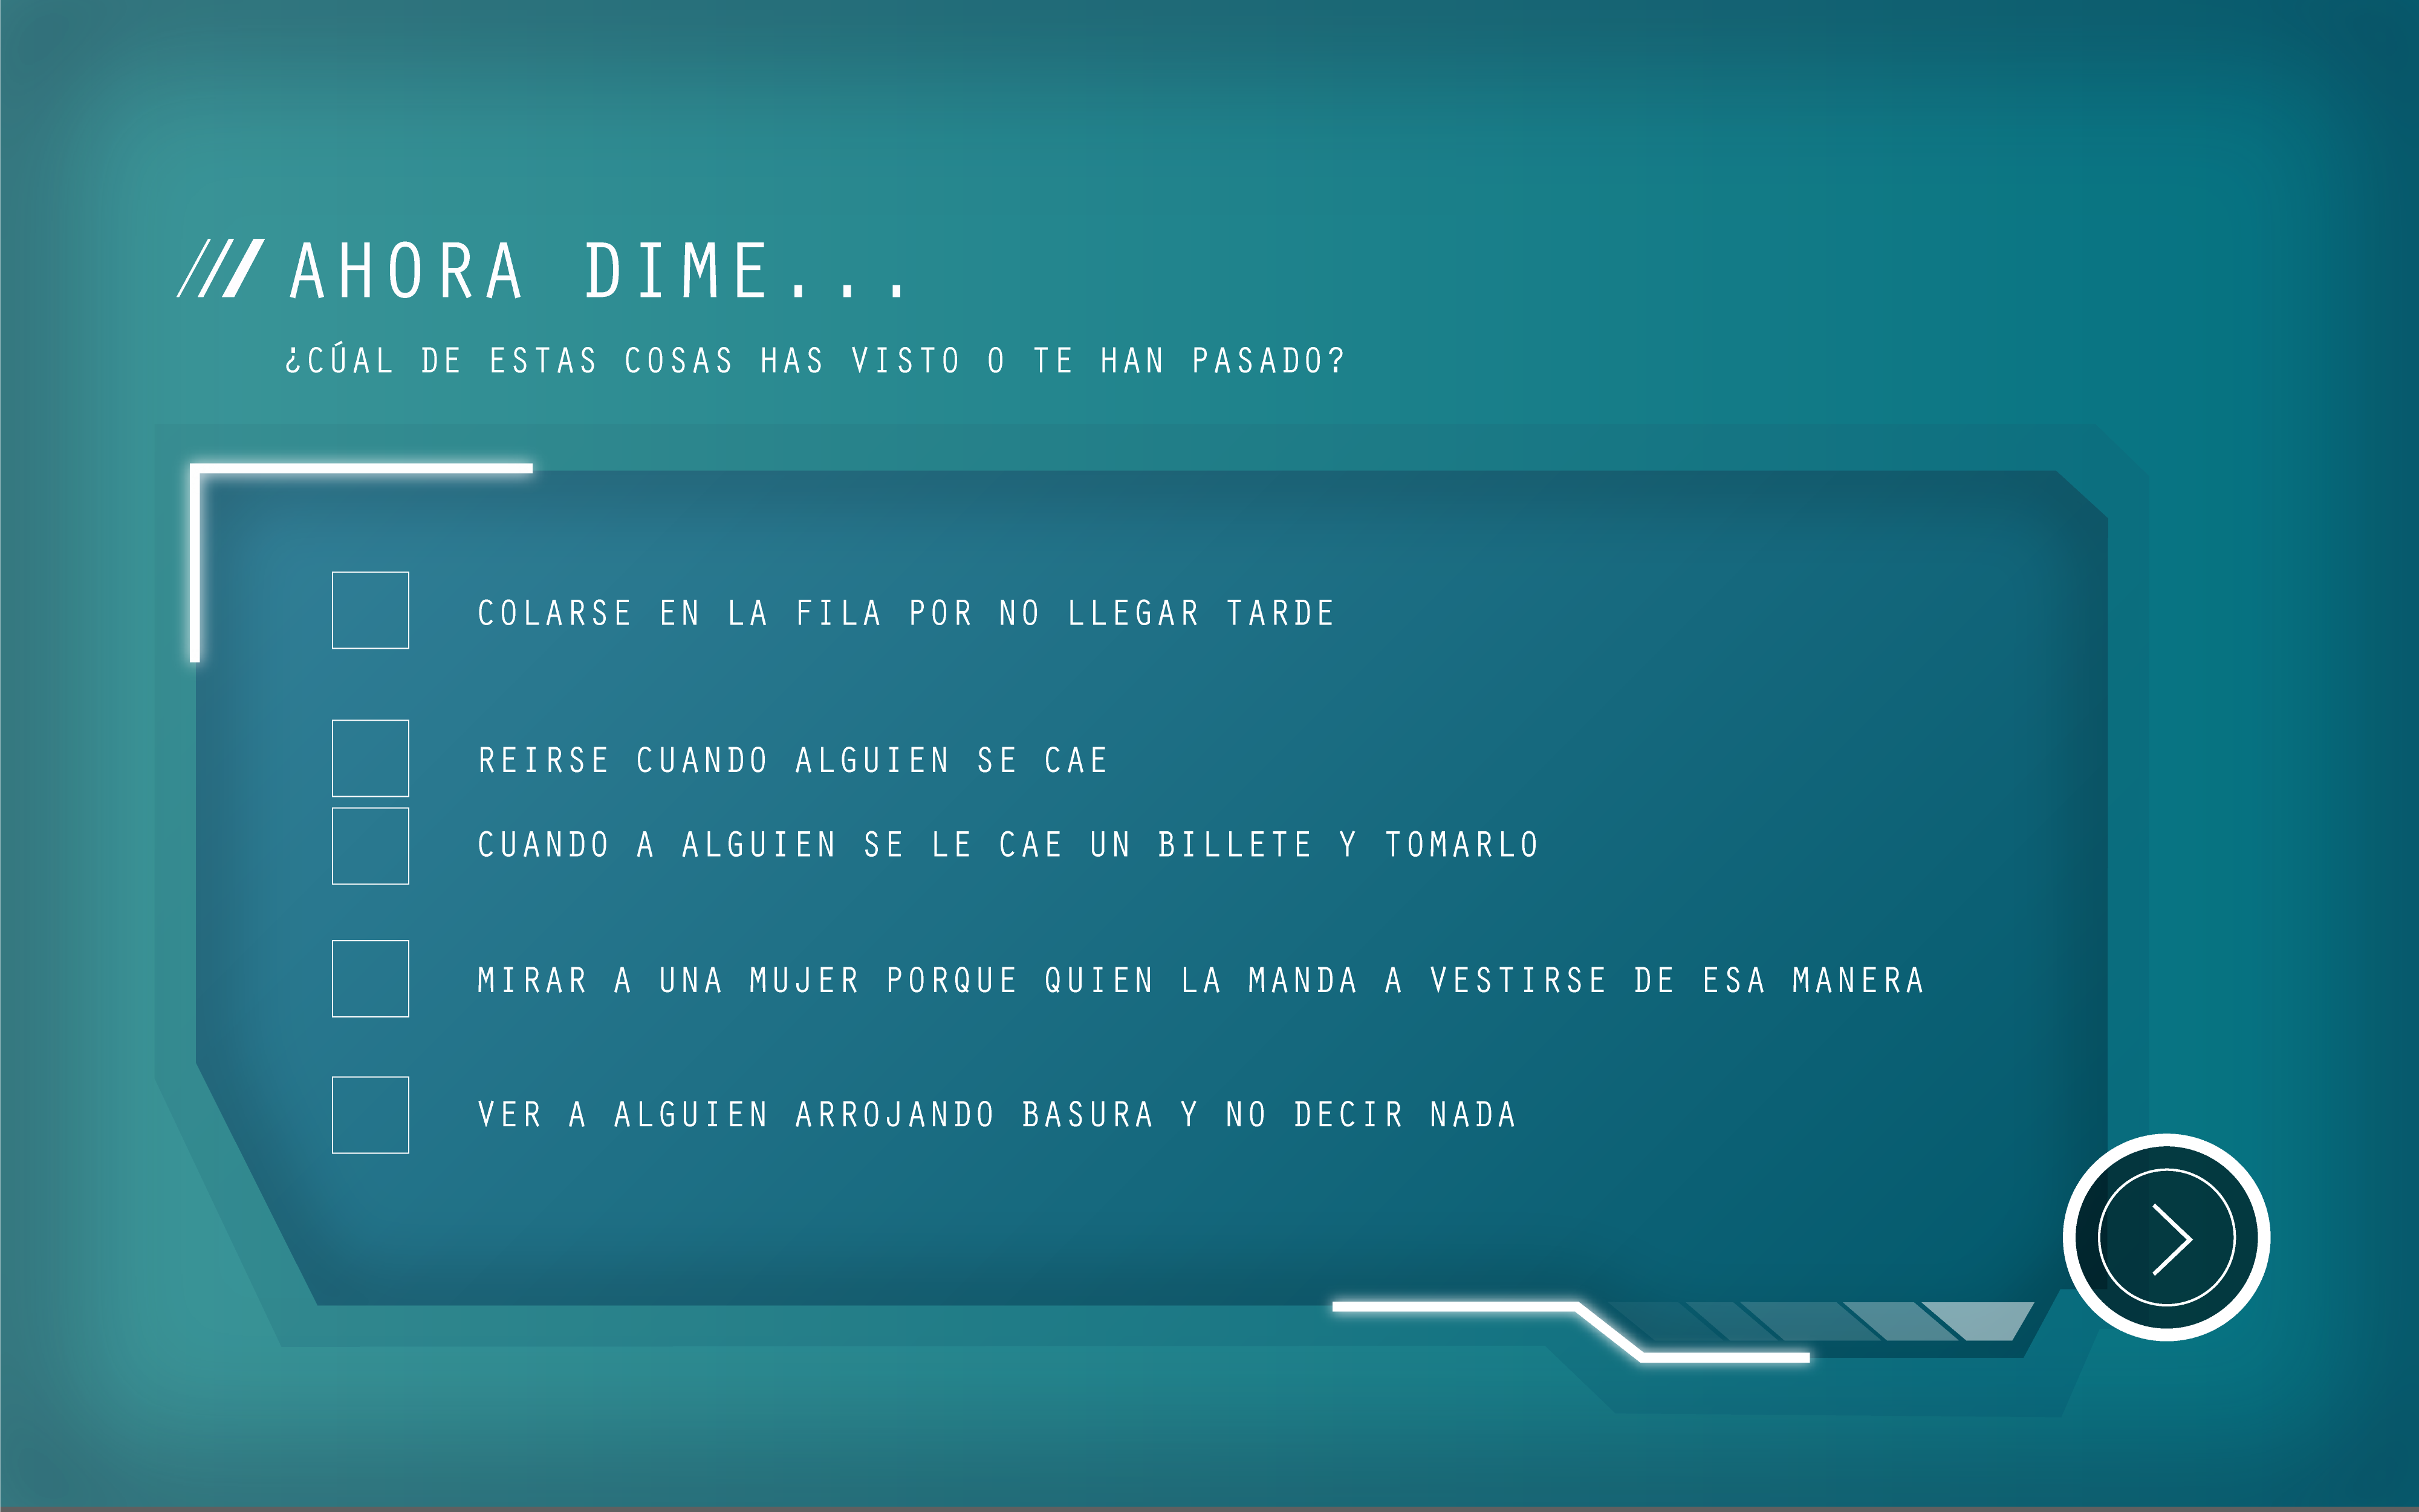 /// AHORA DIME...
¿CÚAL DE ESTAS COSAS HAS VISTO O TE HAN PASADO?
COLARSE EN LA FILA POR NO LLEGAR TARDE
REIRSE CUANDO ALGUIEN SE CAE
CUANDO A ALGUIEN SE LE CAE UN BILLETE Y TOMARLO
MIRAR A UNA MUJER PORQUE QUIEN LA MANDA A VESTIRSE DE ESA MANERA
VER A ALGUIEN ARROJANDO BASURA Y NO DECIR NADA